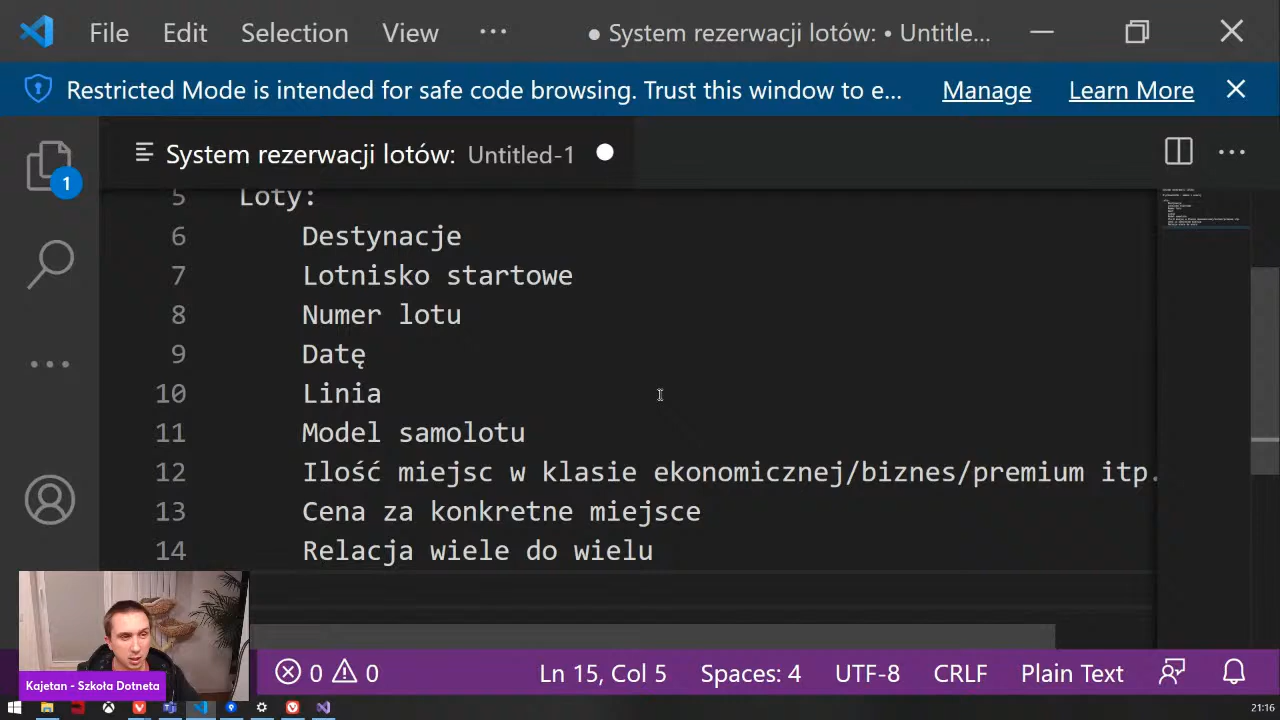 File Edit Selection View ··· ● System rezerwacji lotów: • Untitle...
Restricted Mode is intended for safe code browsing. Trust this window to e... Manage Learn More
System rezerwacji lotów: Untitled-1
1
5 Loty:
6 Destynacje
7 Lotnisko startowe
8 Numer lotu
9 Datę
10 Linia
11 Model samolotu
12 Ilość miejsc w klasie ekonomicznej/biznes/premium itp.
13 Cena za konkretne miejsce
14 Relacja wiele do wielu
0 0 Ln 15, Col 5 Spaces: 4 UTF-8 CRLF Plain Text
Kajetan - Szkoła Dotneta
21:16